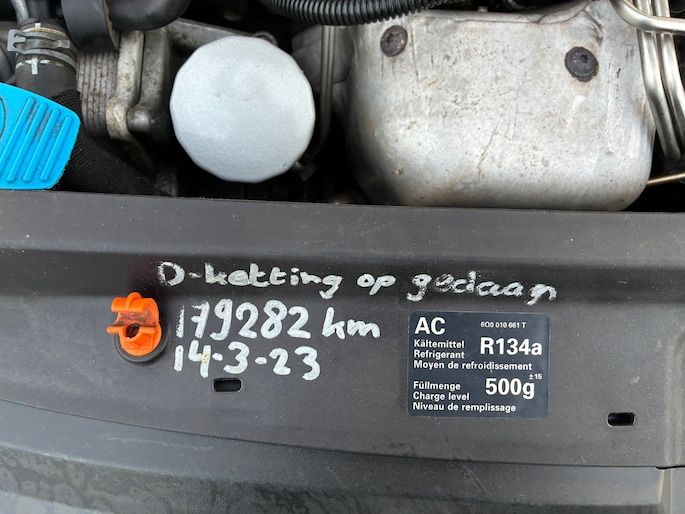 D-ketting op gedaan
179282 km
14-3-23
AC 6Q0 010 661 T
Kältemittel
Refrigerant R134a
Moyen de refroidissement
±15
Füllmenge
Charge level 500g
Niveau de remplissage